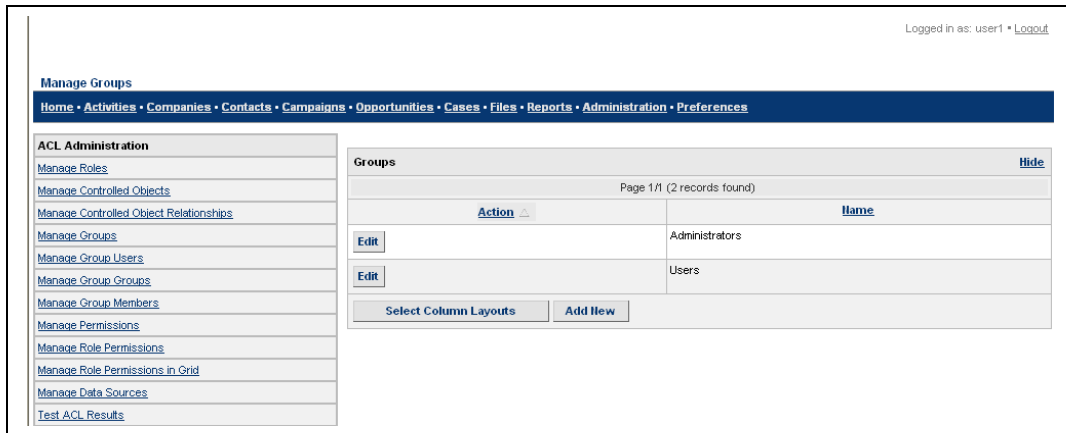 Logged in as: user1 • Logout
Manage Groups
Home • Activities • Companies • Contacts • Campaigns • Opportunities • Cases • Files • Reports • Administration • Preferences
ACL Administration
Manage Roles
Manage Controlled Objects
Manage Controlled Object Relationships
Manage Groups
Manage Group Users
Manage Group Groups
Manage Group Members
Manage Permissions
Manage Role Permissions
Manage Role Permissions in Grid
Manage Data Sources
Test ACL Results
Groups Hide
Page 1/1 (2 records found)
Action Name
Edit Administrators
Edit Users
Select Column Layouts Add New